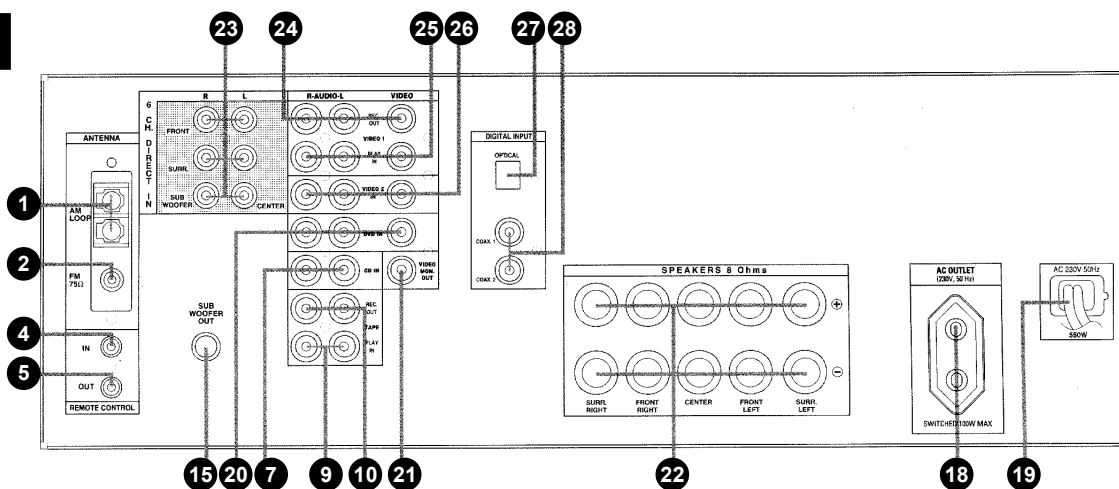 23 24 25 26 27 28
R L R-AUDIO-L VIDEO
6 CH. DIRECT IN
FRONT
SURR.
SUB WOOFER
CENTER
REC. OUT
VIDEO 1
PLAY IN
VIDEO 2 IN
DVD IN
CD IN
VIDEO MON. OUT
REC. OUT
TAPE
PLAY IN
ANTENNA
1
AM LOOP
2
FM 75Ω
4
IN
5
OUT
REMOTE CONTROL
SUB WOOFER OUT
DIGITAL INPUT
OPTICAL
COAX. 1
COAX. 2
SPEAKERS 8 Ohms
+
−
SURR. RIGHT
FRONT RIGHT
CENTER
FRONT LEFT
SURR. LEFT
AC OUTLET
(230V, 50 Hz)
SWITCHED 100W MAX
AC 230V 50Hz
550W
15 20 7 9 10 21 22 18 19